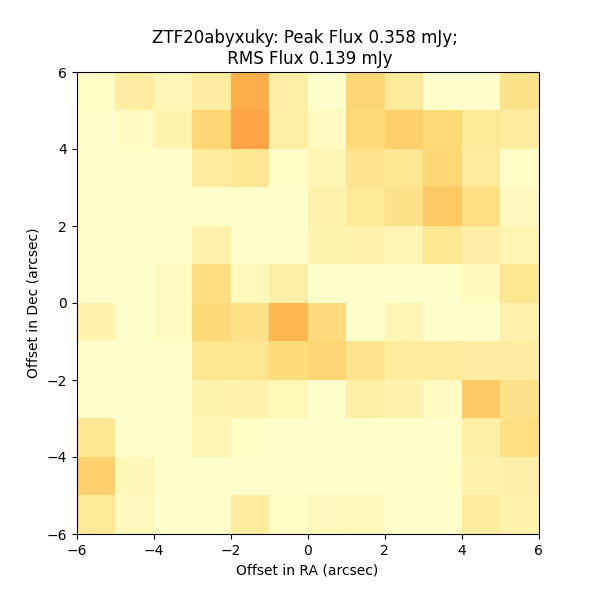 ZTF20abyxuky: Peak Flux 0.358 mJy;
RMS Flux 0.139 mJy
6
4
2
0
−2
−4
−6
Offset in Dec (arcsec)
−6 −4 −2 0 2 4 6
Offset in RA (arcsec)